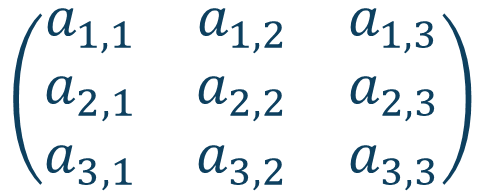 a₁,₁ a₁,₂ a₁,₃
a₂,₁ a₂,₂ a₂,₃
a₃,₁ a₃,₂ a₃,₃